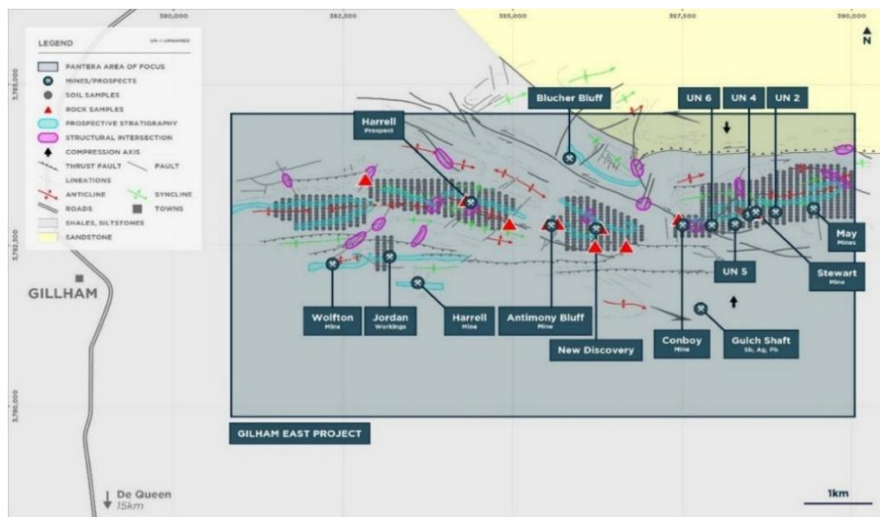 380,000
385,000
387,000
390,000
LEGEND
UN = UNNAMED
PANTERA AREA OF FOCUS
MINES/PROSPECTS
SOIL SAMPLES
ROCK SAMPLES
PROSPECTIVE STRATIGRAPHY
STRUCTURAL INTERSECTION
COMPRESSION AXIS
THRUST FAULT
FAULT
LINEATIONS
ANTICLINE
SYNCLINE
ROADS
TOWNS
SHALES, SILTSTONES
SANDSTONE
N
Blucher Bluff
UN 6
UN 4
UN 2
Harrell
Prospect
May
Mines
UN 5
Stewart
Mine
GILLHAM
Wolfton
Mine
Jordan
Workings
Harrell
Mine
Antimony Bluff
Mine
New Discovery
Conboy
Mine
Gulch Shaft
Sb, Ag, Pb
GILHAM EAST PROJECT
De Queen
15km
1km